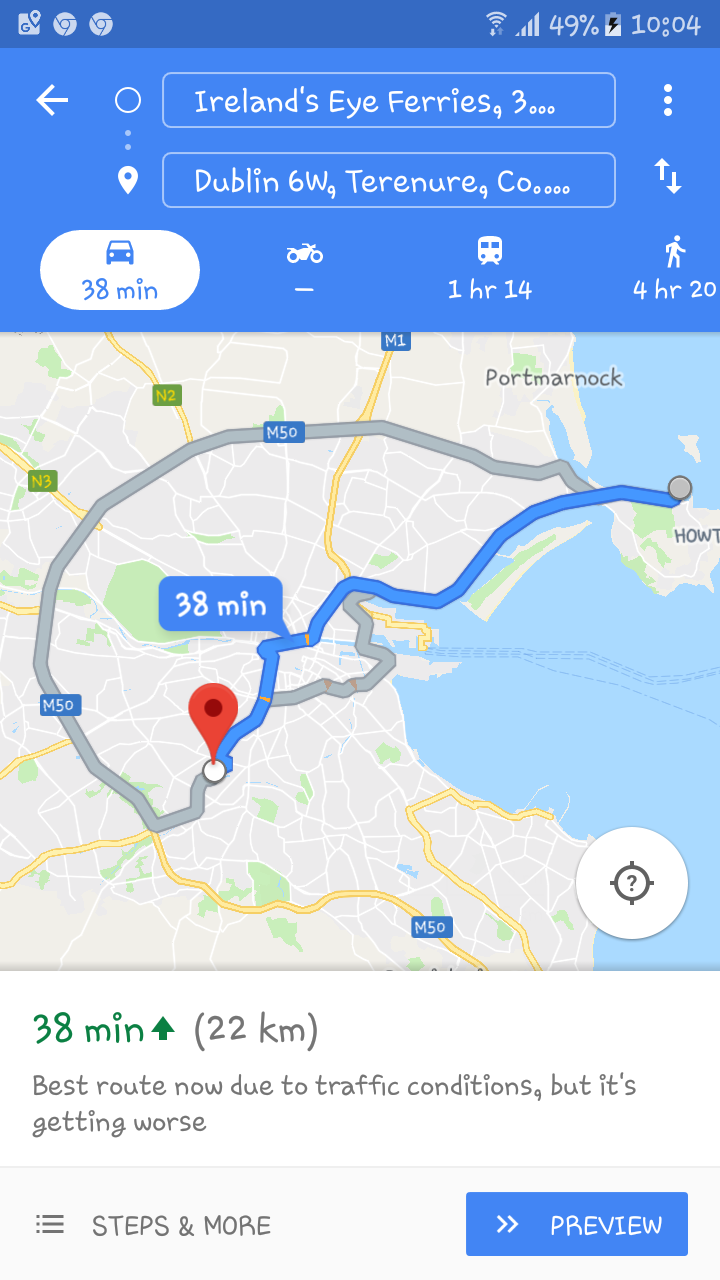 49% 10:04
Ireland's Eye Ferries, 3...
Dublin 6W, Terenure, Co.....
38 min
–
1 hr 14
4 hr 20
M1
Portmarnock
N2
M50
N3
HOWT
38 min
M50
M50
38 min (22 km)
Best route now due to traffic conditions, but it's
getting worse
STEPS & MORE
PREVIEW